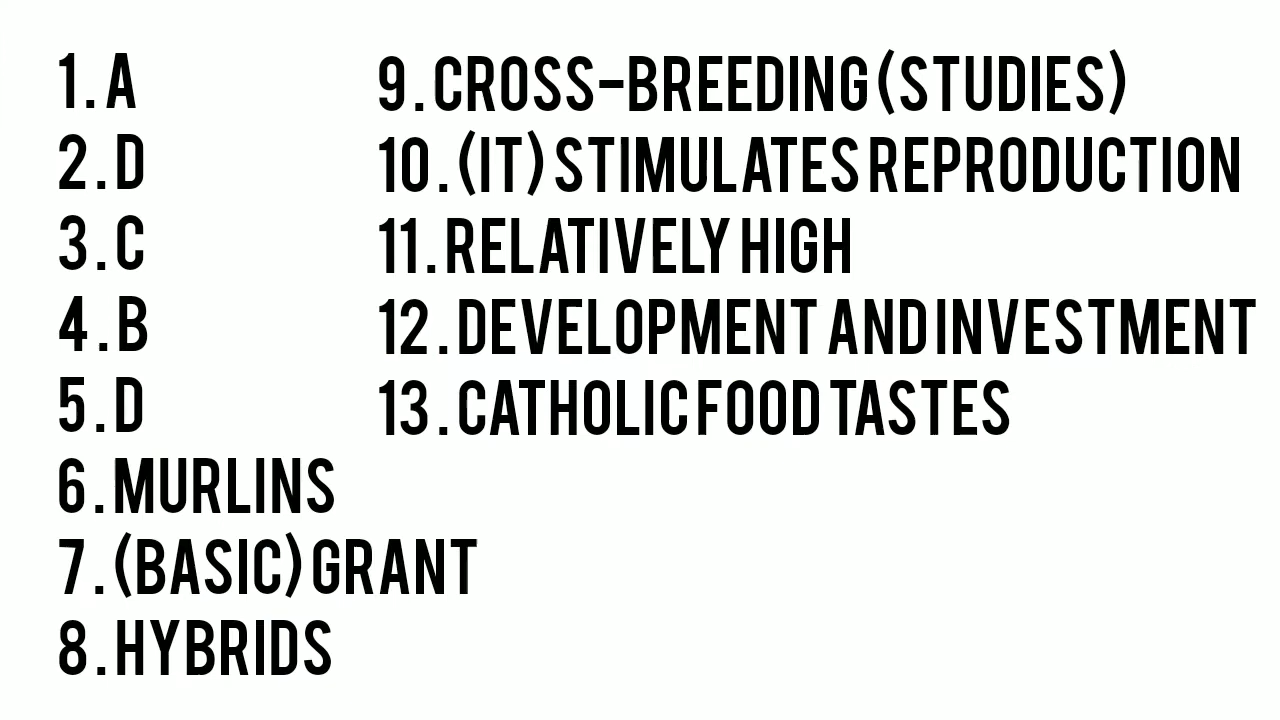 1. A
2. D
3. C
4. B
5. D
6. MURLINS
7. (BASIC) GRANT
8. HYBRIDS
9. CROSS-BREEDING (STUDIES)
10. (IT) STIMULATES REPRODUCTION
11. RELATIVELY HIGH
12. DEVELOPMENT AND INVESTMENT
13. CATHOLIC FOOD TASTES